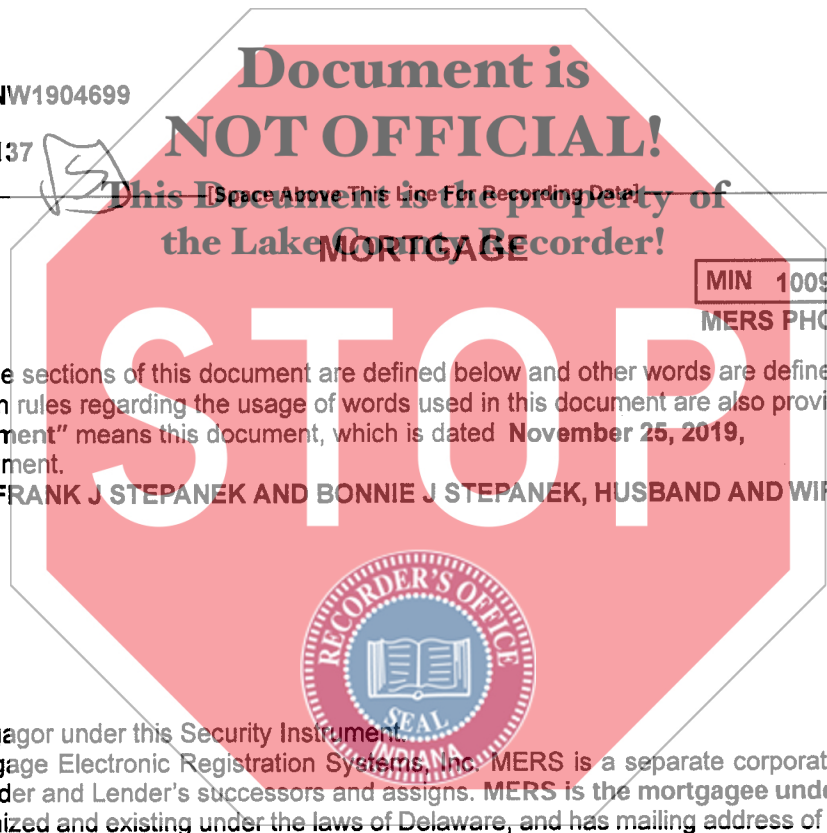 Document is
NW1904699
NOT OFFICIAL!
137
This Document is the property of
[Space Above This Line For Recording Data]
the Lake County Recorder!
MORTGAGE
MIN 1009
MERS PHO
STOP
e sections of this document are defined below and other words are define
n rules regarding the usage of words used in this document are also provi
ment” means this document, which is dated November 25, 2019,
ment.
FRANK J STEPANEK AND BONNIE J STEPANEK, HUSBAND AND WIF
RECORDER'S OFFICE
SEAL
INDIANA
agor under this Security Instrument.
gage Electronic Registration Systems, Inc. MERS is a separate corporat
der and Lender's successors and assigns. MERS is the mortgagee unde
nized and existing under the laws of Delaware, and has mailing address of